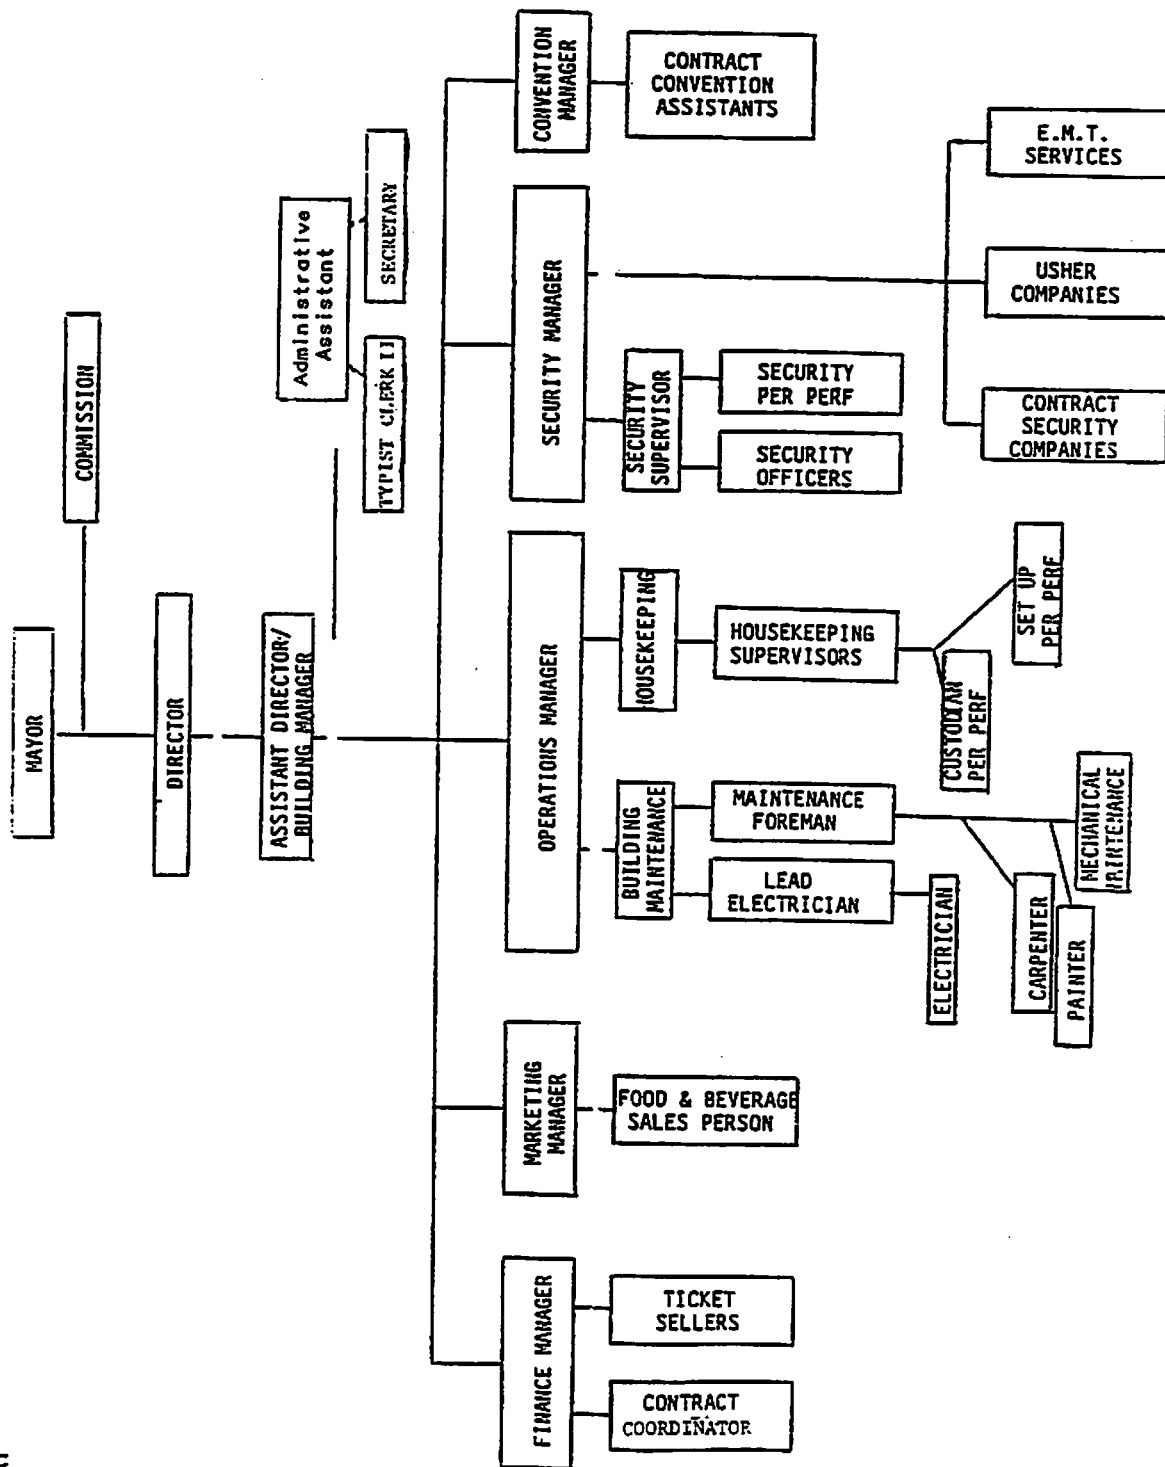 MAYOR
COMMISSION
DIRECTOR
ASSISTANT DIRECTOR/
BUILDING MANAGER
Administrative
Assistant
TYPIST CLERK II
SECRETARY
FINANCE MANAGER
MARKETING
MANAGER
OPERATIONS MANAGER
SECURITY MANAGER
CONVENTION
MANAGER
CONTRACT
COORDINATOR
TICKET
SELLERS
FOOD & BEVERAGE
SALES PERSON
BUILDING
MAINTENANCE
HOUSEKEEPING
LEAD
ELECTRICIAN
MAINTENANCE
FOREMAN
HOUSEKEEPING
SUPERVISORS
ELECTRICIAN
CARPENTER
PAINTER
MECHANICAL
CUSTODIAN
PER PERF
SET UP
PER PERF
SECURITY
SUPERVISOR
SECURITY
OFFICERS
SECURITY
PER PERF
CONTRACT
SECURITY
COMPANIES
USHER
COMPANIES
E.M.T.
SERVICES
CONTRACT
CONVENTION
ASSISTANTS